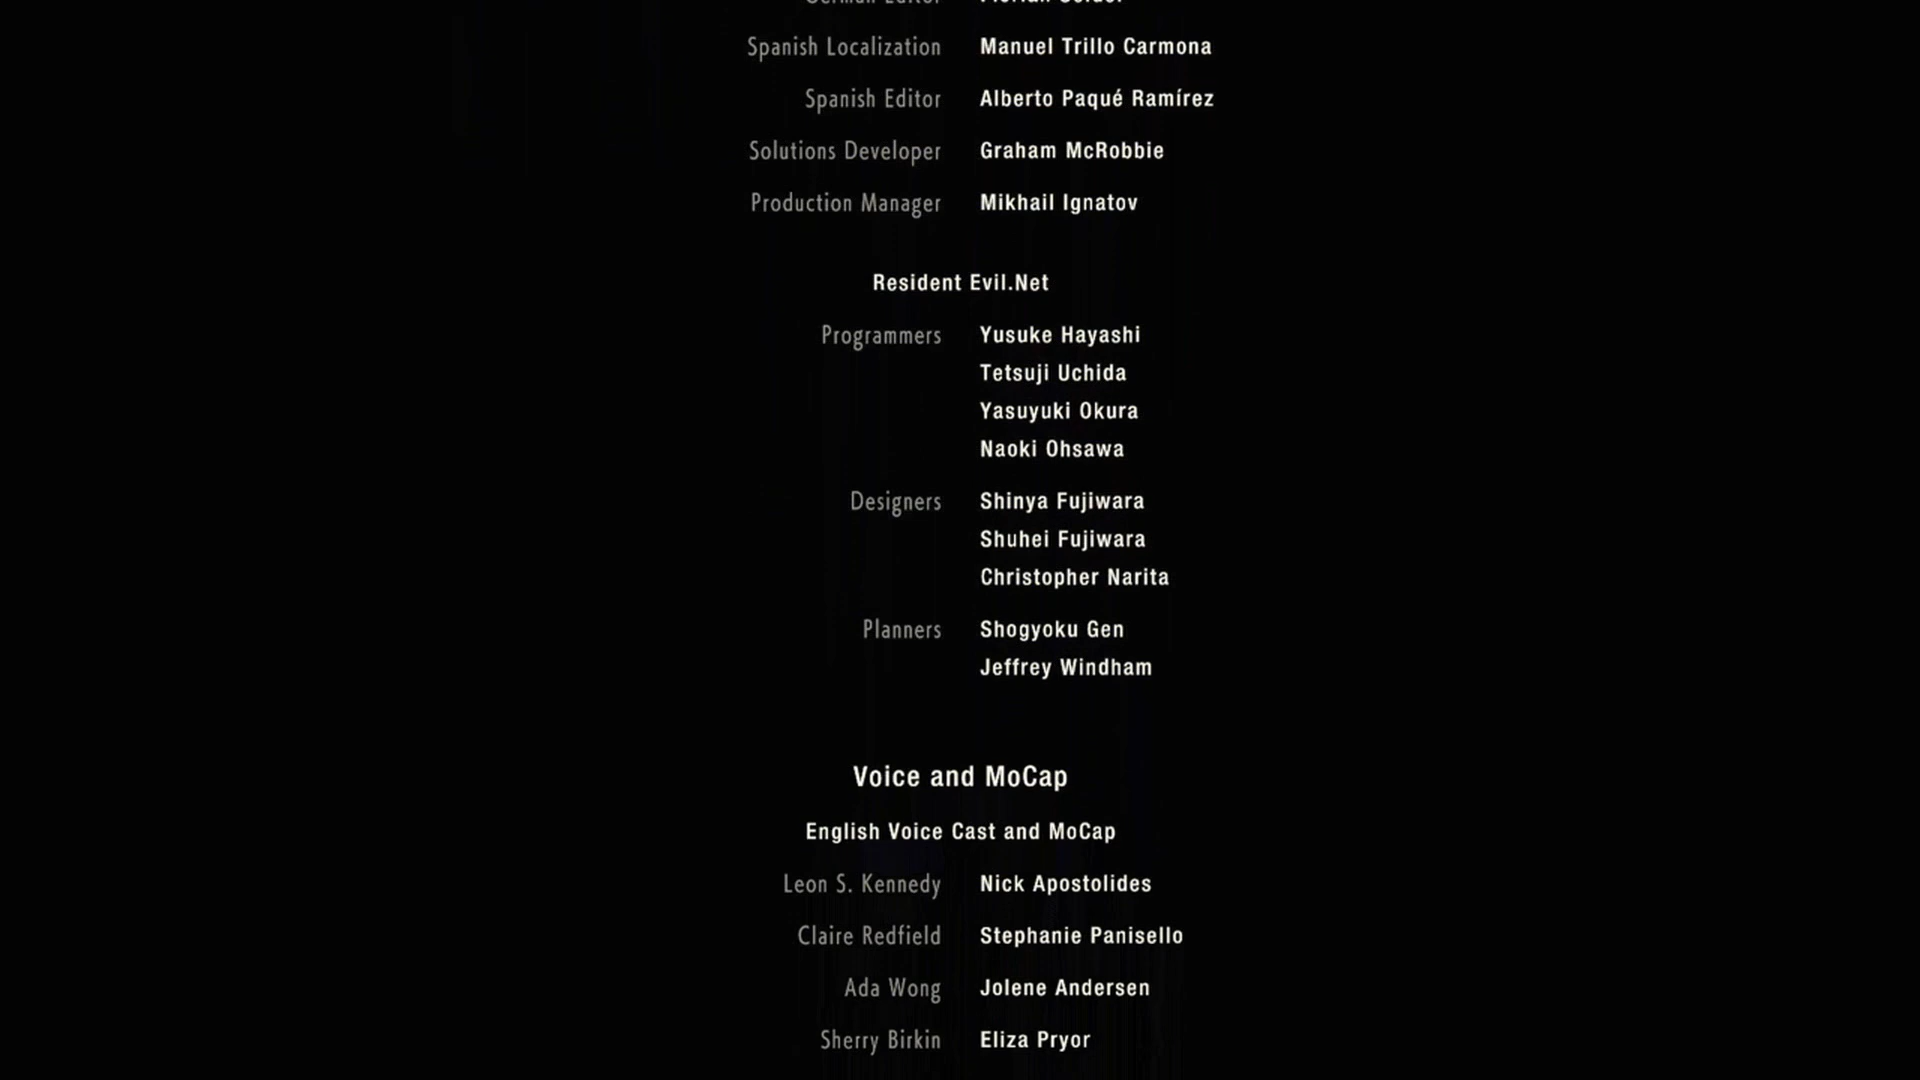 Spanish Localization Manuel Trillo Carmona
Spanish Editor Alberto Paqué Ramírez
Solutions Developer Graham McRobbie
Production Manager Mikhail Ignatov
Resident Evil.Net
Programmers Yusuke Hayashi
Tetsuji Uchida
Yasuyuki Okura
Naoki Ohsawa
Designers Shinya Fujiwara
Shuhei Fujiwara
Christopher Narita
Planners Shogyoku Gen
Jeffrey Windham
Voice and MoCap
English Voice Cast and MoCap
Leon S. Kennedy Nick Apostolides
Claire Redfield Stephanie Panisello
Ada Wong Jolene Andersen
Sherry Birkin Eliza Pryor